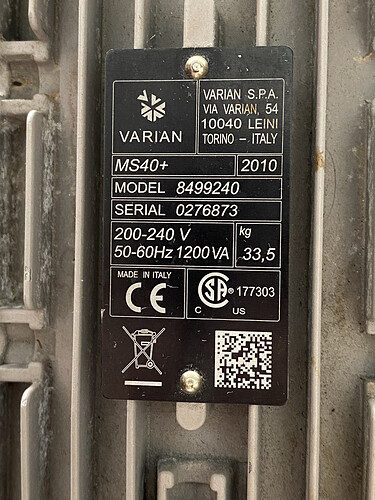 VARIAN
VARIAN S.P.A.
VIA VARIAN, 54
10040 LEINI
TORINO - ITALY
MS40+ 2010
MODEL 8499240
SERIAL 0276873
200-240 V
50-60Hz 1200VA
kg
33,5
MADE IN ITALY
CE
SA ® 177303
C US